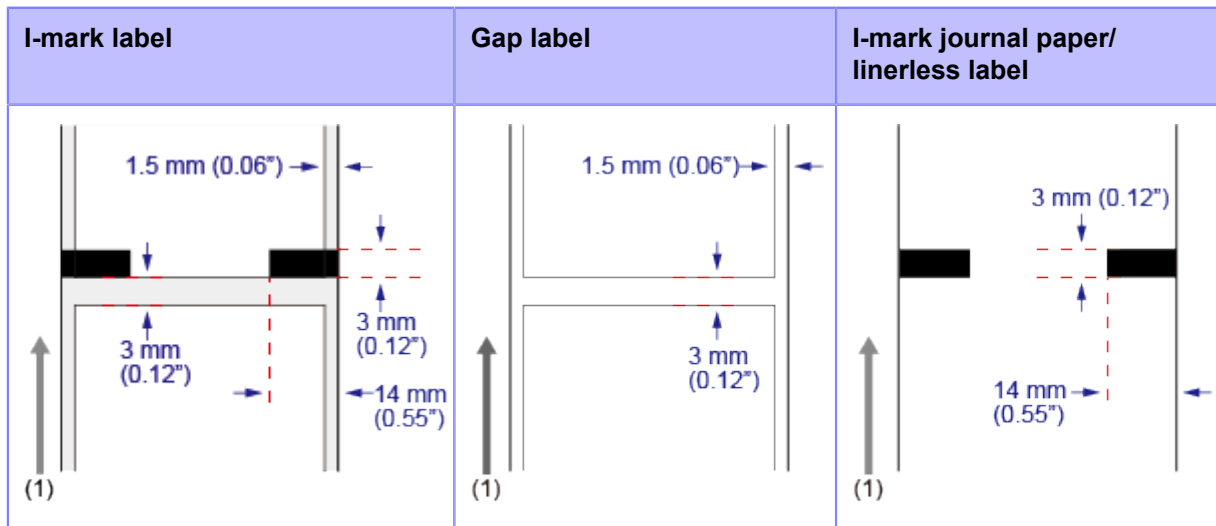 I-mark label
Gap label
I-mark journal paper/
linerless label
1.5 mm (0.06”)
3 mm
(0.12”)
3 mm
(0.12”)
14 mm
(0.55”)
(1)
1.5 mm (0.06”)
3 mm
(0.12”)
(1)
3 mm (0.12”)
14 mm
(0.55”)
(1)